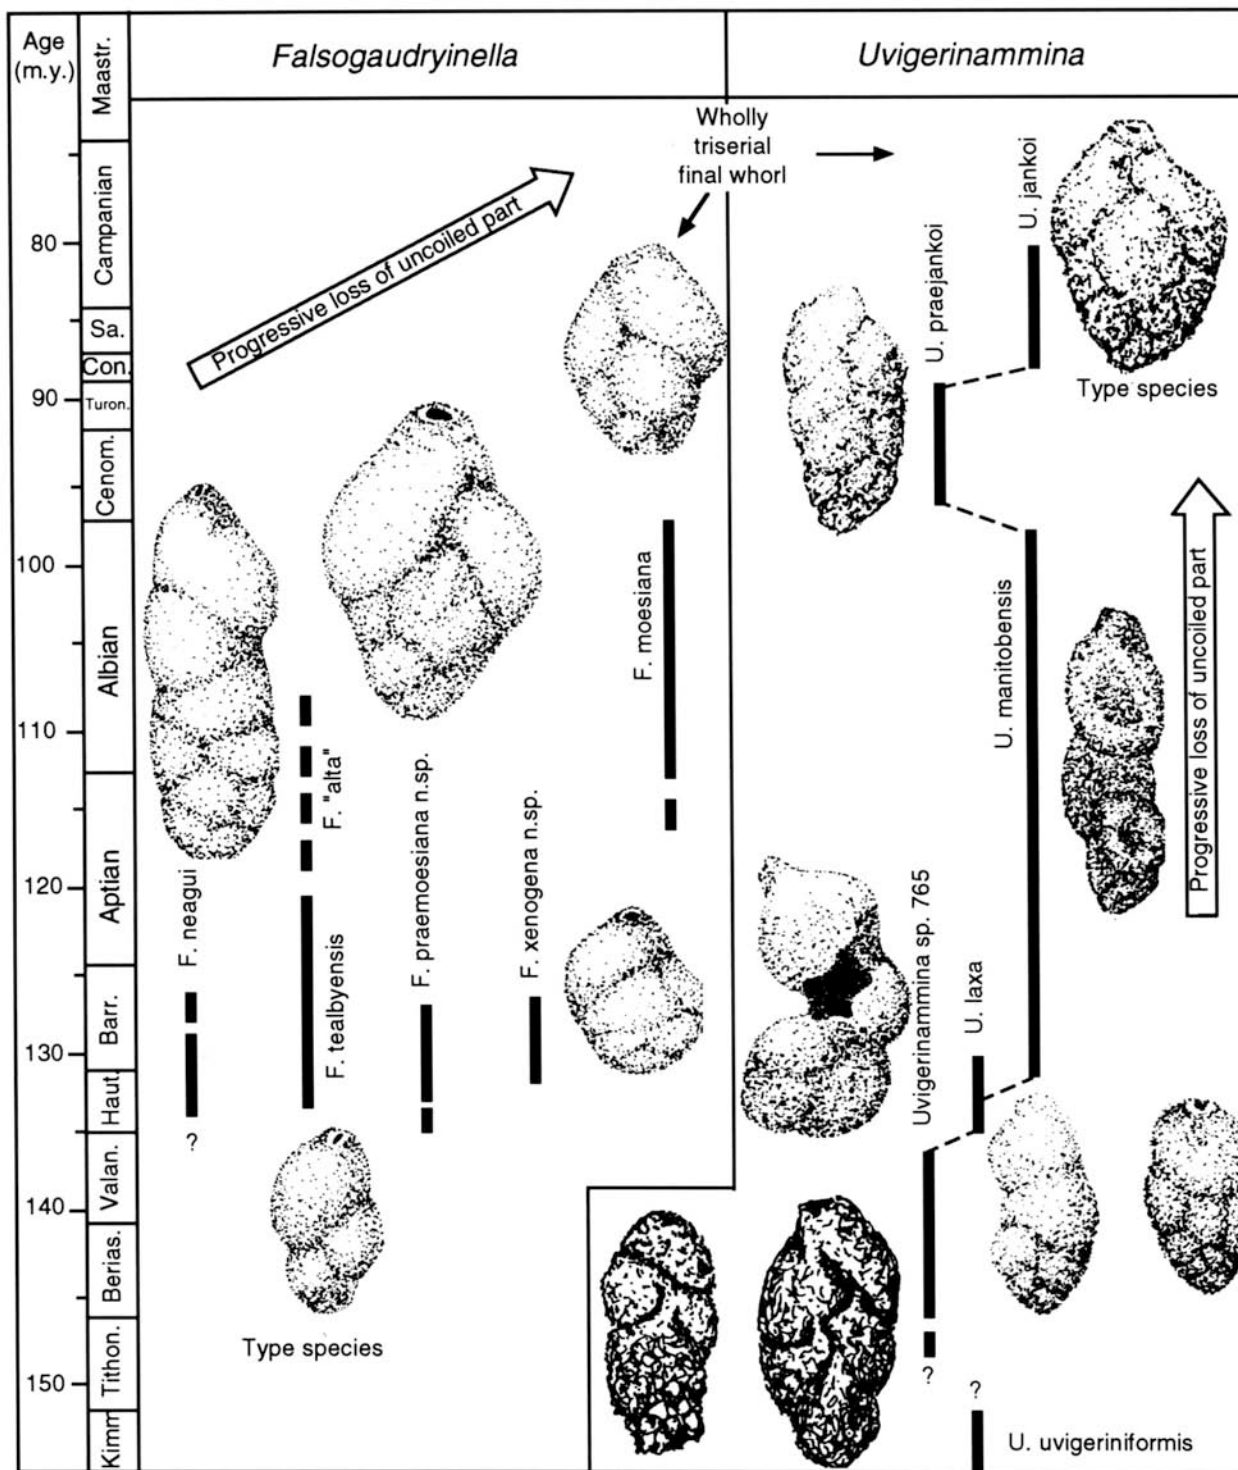 Age
(m.y.)
Maastr.
Campanian
Sa.
Con.
Turon.
Cenom.
Albian
Aptian
Barr.
Haut.
Valan.
Berias.
Tithon.
Kimm
80
90
100
110
120
130
140
150
Falsogaudryinella
Uvigerinammina
Wholly
triserial
final whorl
Progressive loss of uncoiled part
F. neagui
?
F. "alta"
F. tealbyensis
F. praemoesiana n.sp.
F. xenogena n.sp.
F. moesiana
Type species
U. praejankoi
U. jankoi
Type species
U. manitobensis
Progressive loss of uncoiled part
Uvigerinammina sp. 765
U. laxa
?
?
U. uvigeriniformis